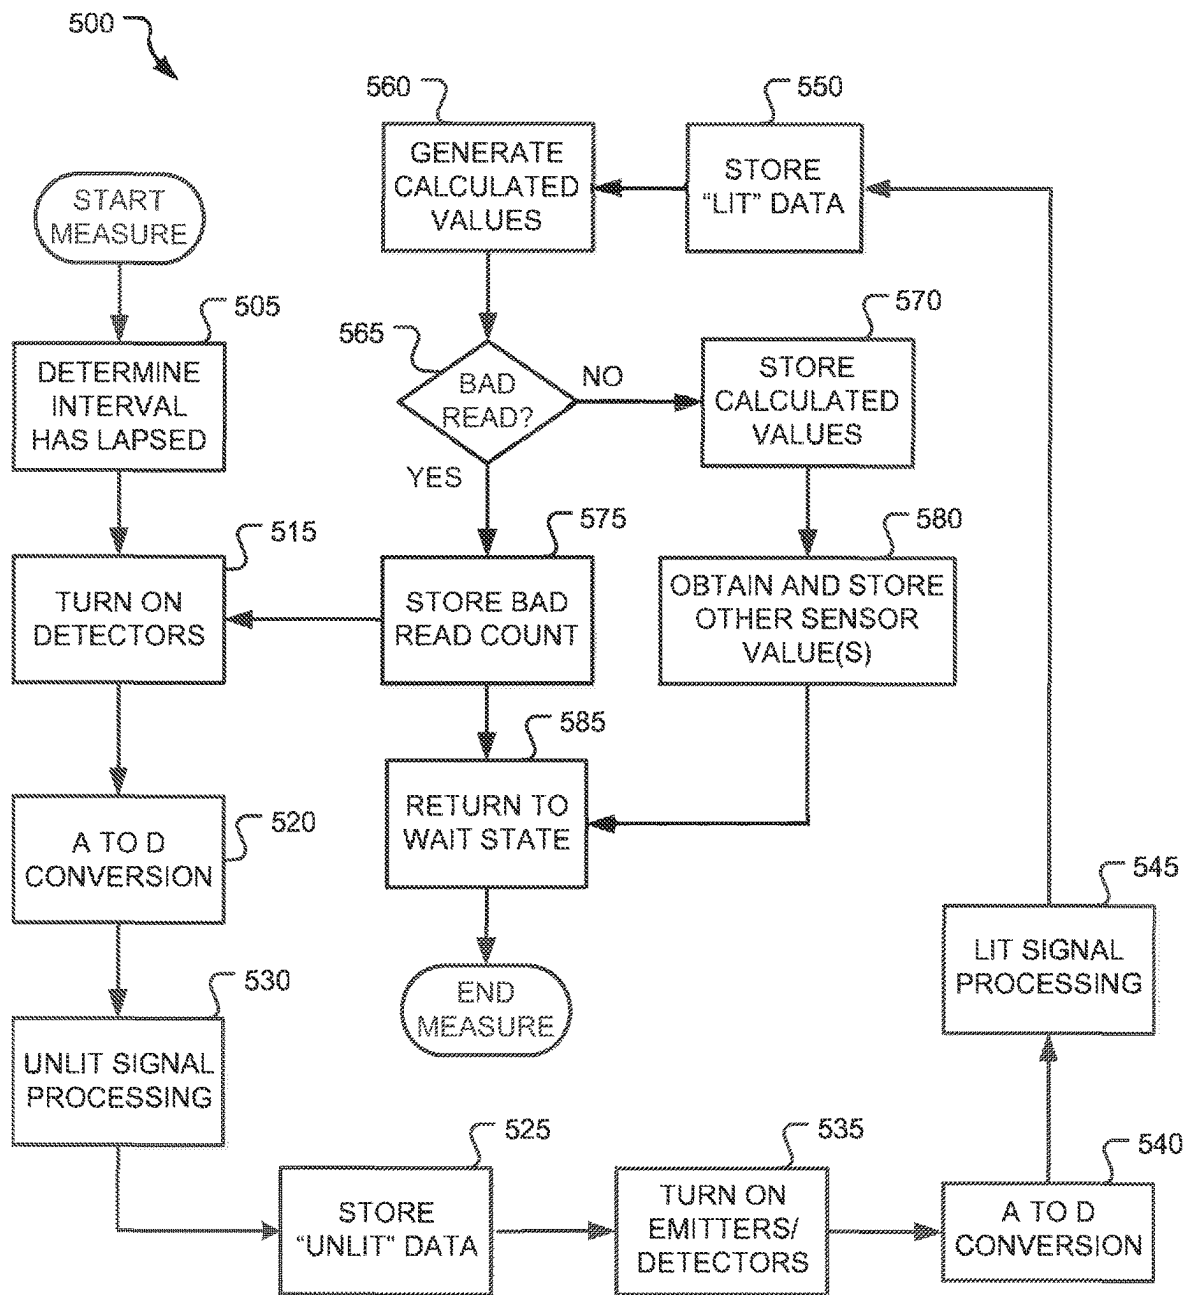 500
START
MEASURE
505
DETERMINE
INTERVAL
HAS LAPSED
515
TURN ON
DETECTORS
520
A TO D
CONVERSION
530
UNLIT SIGNAL
PROCESSING
525
STORE
“UNLIT” DATA
535
TURN ON
EMITTERS/
DETECTORS
540
A TO D
CONVERSION
545
LIT SIGNAL
PROCESSING
550
STORE
“LIT” DATA
560
GENERATE
CALCULATED
VALUES
565
BAD
READ?
NO
YES
570
STORE
CALCULATED
VALUES
575
STORE BAD
READ COUNT
580
OBTAIN AND STORE
OTHER SENSOR
VALUE(S)
585
RETURN TO
WAIT STATE
END
MEASURE